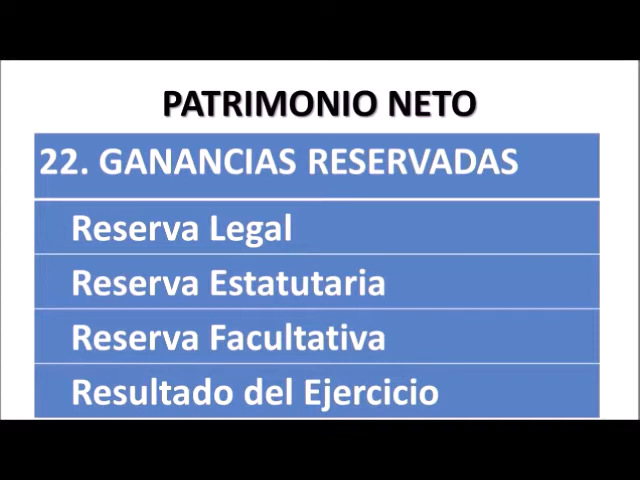 PATRIMONIO NETO
22. GANANCIAS RESERVADAS
Reserva Legal
Reserva Estatutaria
Reserva Facultativa
Resultado del Ejercicio